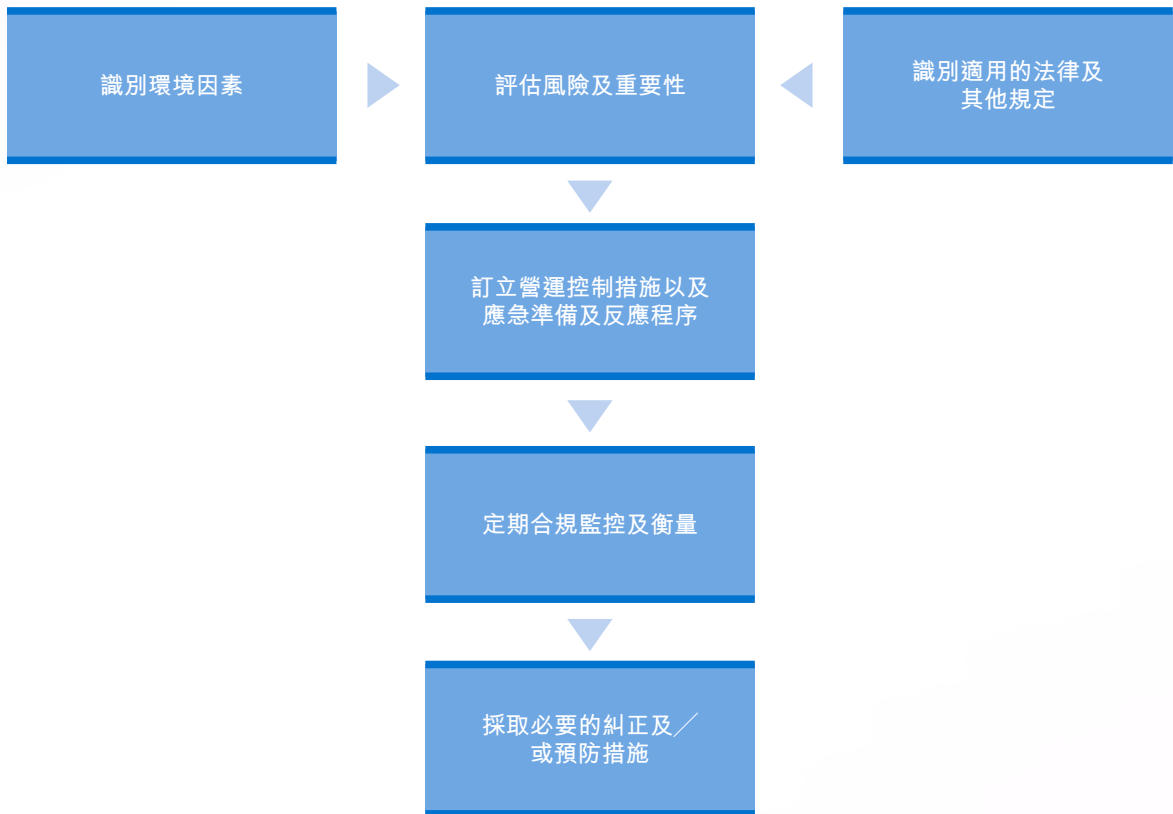 識別環境因素
評估風險及重要性
識別適用的法律及
其他規定
訂立營運控制措施以及
應急準備及反應程序
定期合規監控及衡量
採取必要的糾正及╱
或預防措施